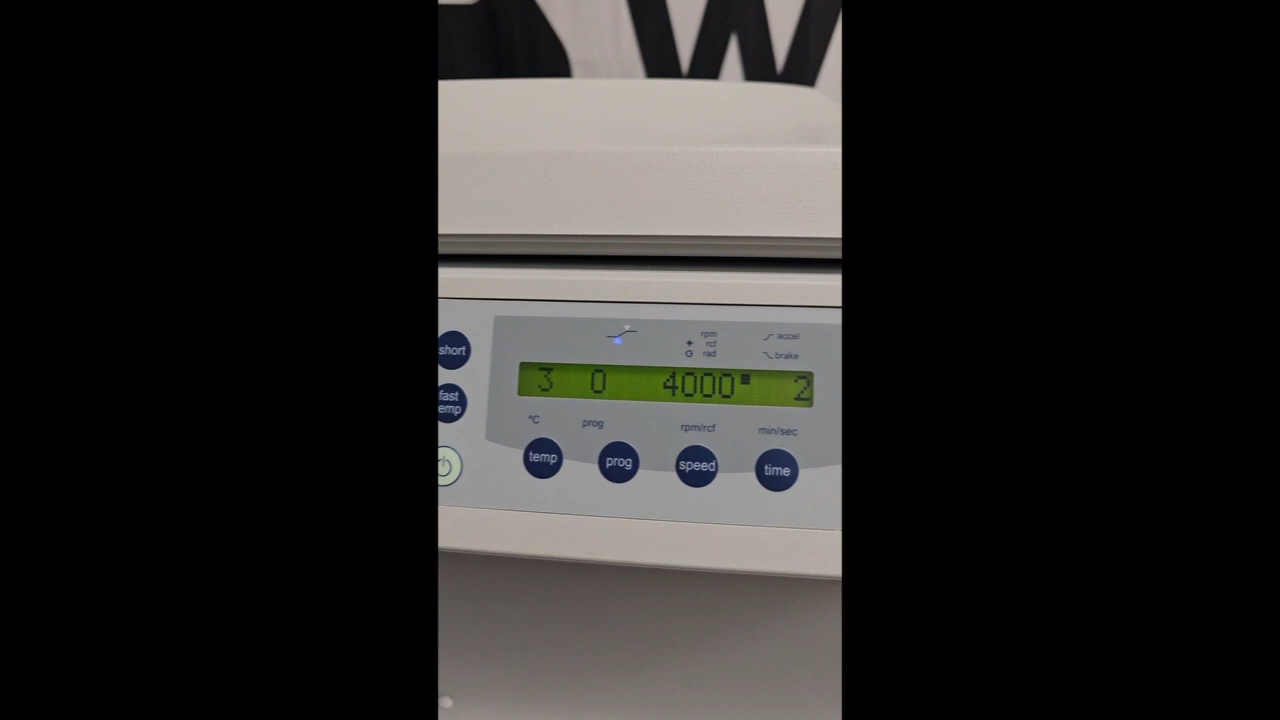 W
short
fast
temp
rpm
rcf
rad
accel
brake
3 0 4000 2
°C prog rpm/rcf min/sec
temp prog speed time